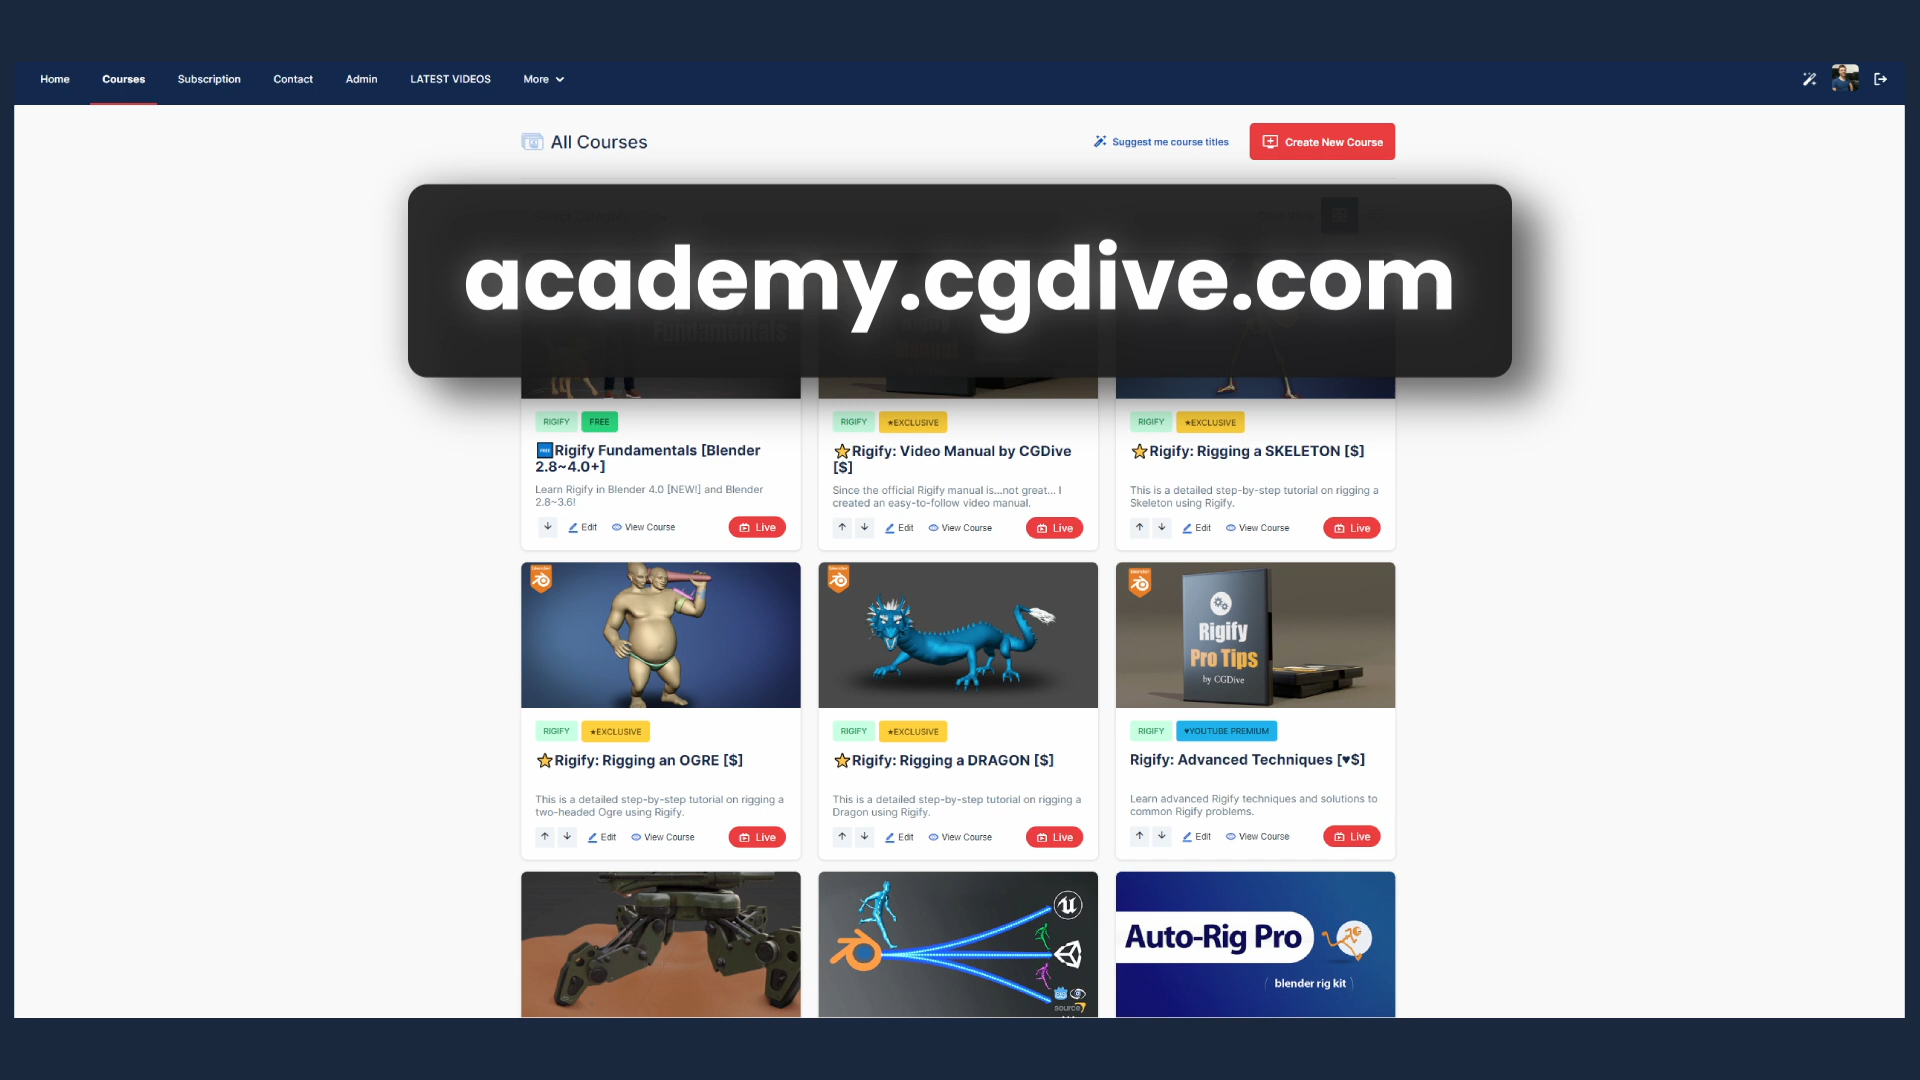 Home Courses Subscription Contact Admin LATEST VIDEOS More
All Courses
Suggest me course titles
Create New Course
academy.cgdive.com
Fundamentals
RIGIFY FREE
FREE Rigify Fundamentals [Blender
2.8~4.0+]
Learn Rigify in Blender 4.0 [NEW!] and Blender
2.8~3.6!
Edit View Course Live
RIGIFY ★EXCLUSIVE
⭐Rigify: Video Manual by CGDive
[$]
Since the official Rigify manual is...not great... I
created an easy-to-follow video manual.
Edit View Course Live
RIGIFY ★EXCLUSIVE
⭐Rigify: Rigging a SKELETON [$]
This is a detailed step-by-step tutorial on rigging a
Skeleton using Rigify.
Edit View Course Live
blender
RIGIFY ★EXCLUSIVE
⭐Rigify: Rigging an OGRE [$]
This is a detailed step-by-step tutorial on rigging a
two-headed Ogre using Rigify.
Edit View Course Live
blender
RIGIFY ★EXCLUSIVE
⭐Rigify: Rigging a DRAGON [$]
This is a detailed step-by-step tutorial on rigging a
Dragon using Rigify.
Edit View Course Live
blender
Rigify
Pro Tips
by CGDive
RIGIFY ♥YOUTUBE PREMIUM
Rigify: Advanced Techniques [♥$]
Learn advanced Rigify techniques and solutions to
common Rigify problems.
Edit View Course Live
source
Auto-Rig Pro
blender rig kit